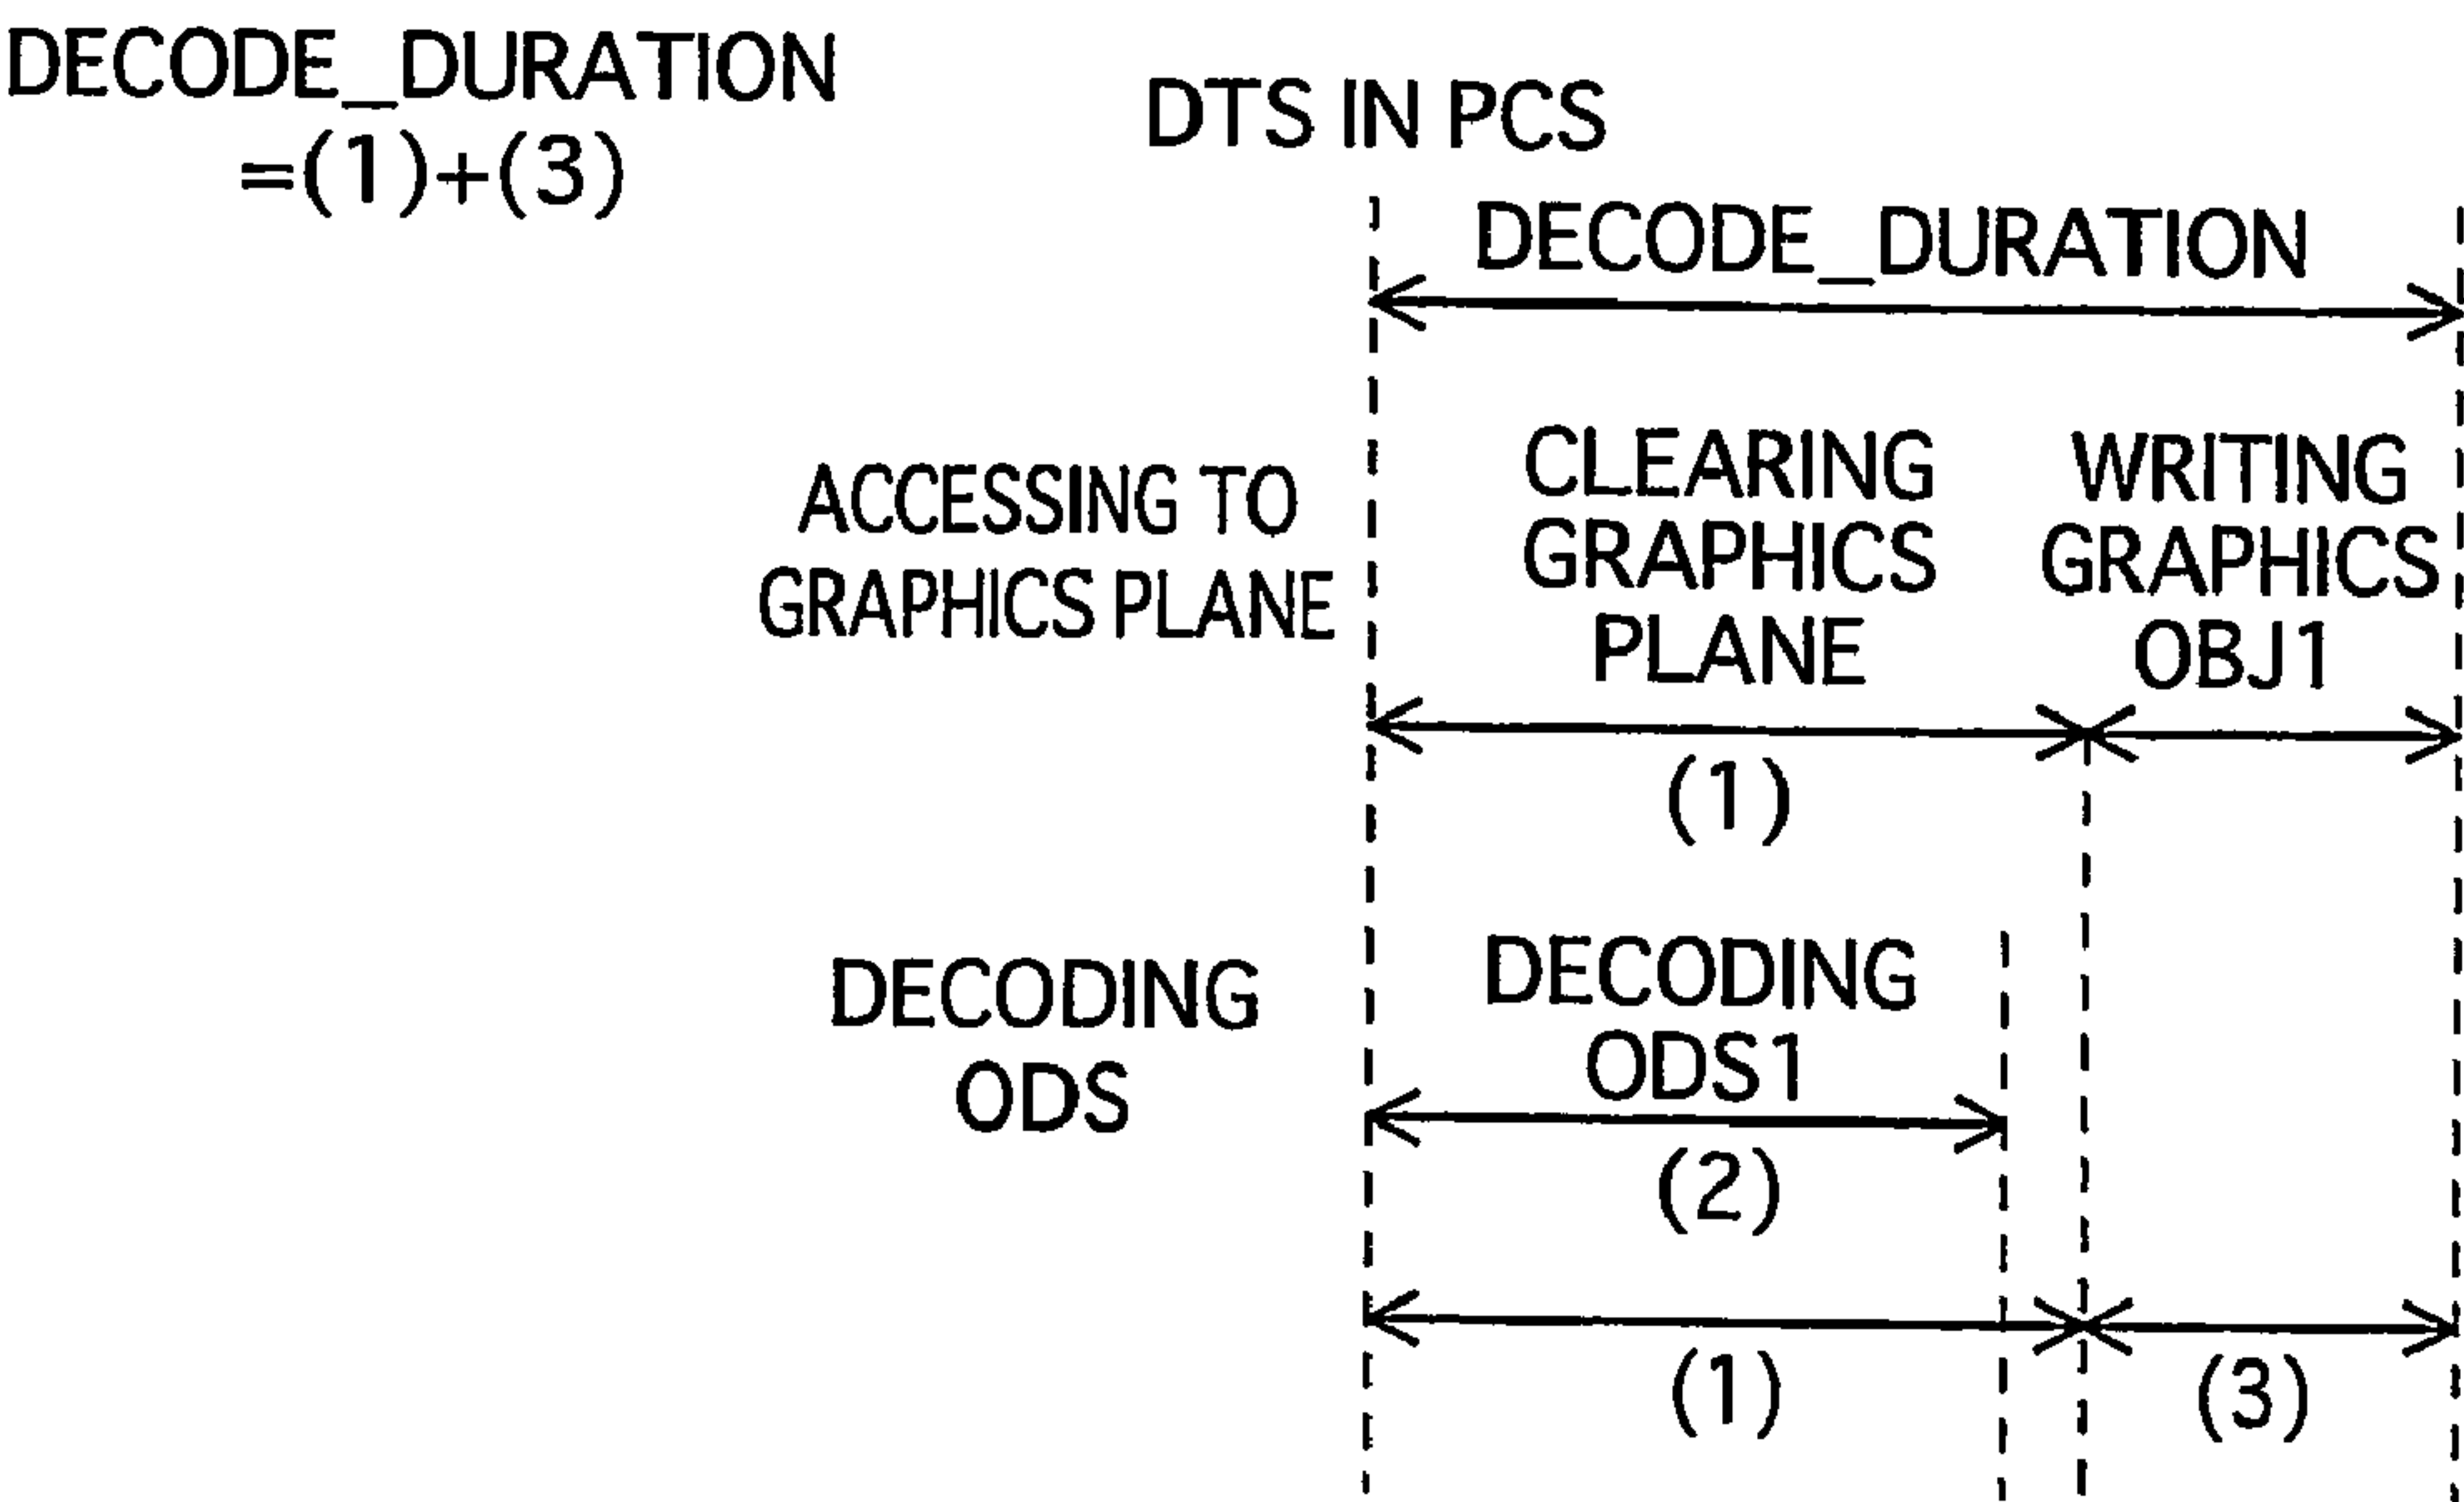 DECODE_DURATION
=(1)+(3)
DTS IN PCS
DECODE_DURATION
ACCESSING TO
GRAPHICS PLANE
CLEARING
GRAPHICS
PLANE
WRITING
GRAPHICS
OBJ1
(1)
DECODING
ODS
DECODING
ODS1
(2)
(1)
(3)